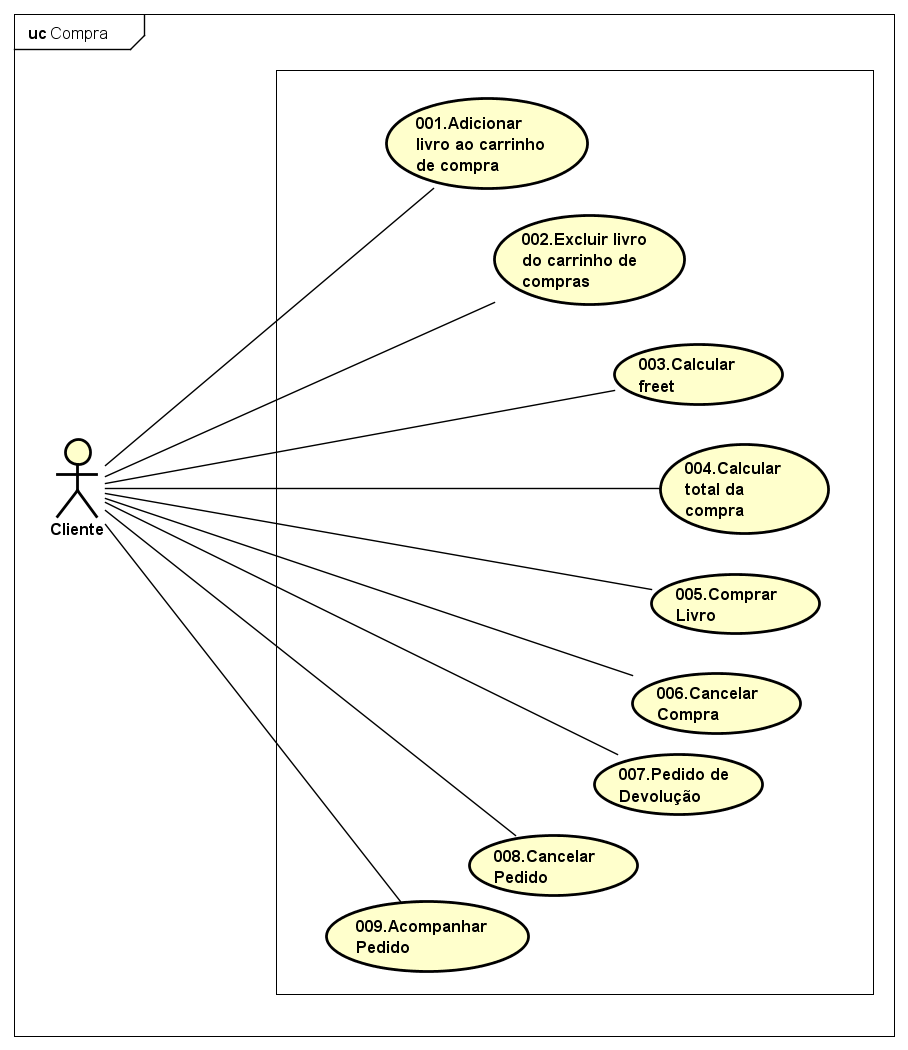 uc Compra
001.Adicionar
livro ao carrinho
de compra
002.Excluir livro
do carrinho de
compras
003.Calcular
freet
004.Calcular
total da
compra
Cliente
005.Comprar
Livro
006.Cancelar
Compra
007.Pedido de
Devolução
008.Cancelar
Pedido
009.Acompanhar
Pedido